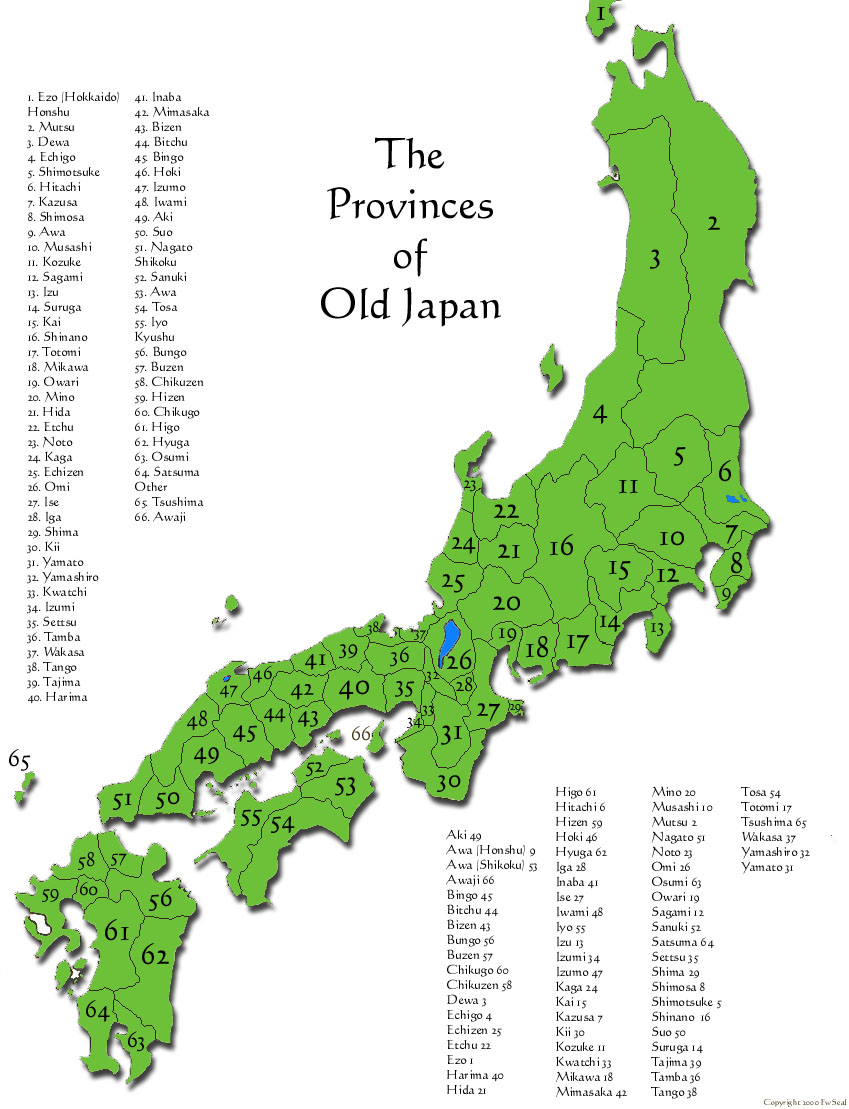 The
Provinces
of
Old Japan
1. Ezo (Hokkaido)
Honshu
2. Mutsu
3. Dewa
4. Echigo
5. Shimotsuke
6. Hitachi
7. Kazusa
8. Shimosa
9. Awa
10. Musashi
11. Kozuke
12. Sagami
13. Izu
14. Suruga
15. Kai
16. Shinano
17. Totomi
18. Mikawa
19. Owari
20. Mino
21. Hida
22. Etchu
23. Noto
24. Kaga
25. Echizen
26. Omi
27. Ise
28. Iga
29. Shima
30. Kii
31. Yamato
32. Yamashiro
33. Kwatchi
34. Izumi
35. Settsu
36. Tamba
37. Wakasa
38. Tango
39. Tajima
40. Harima
41. Inaba
42. Mimasaka
43. Bizen
44. Bitchu
45. Bingo
46. Hoki
47. Izumo
48. Iwami
49. Aki
50. Suo
51. Nagato
Shikoku
52. Sanuki
53. Awa
54. Tosa
55. Iyo
Kyushu
56. Bungo
57. Buzen
58. Chikuzen
59. Hizen
60. Chikugo
61. Higo
62. Hyuga
63. Osumi
64. Satsuma
Other
65. Tsushima
66. Awaji
1
2
3
4
5
6
11
23
22
10
7
24
21
16
8
15
12
25
9
20
14
13
19
18
17
38
37
39
36
26
41
46
32
28
47
42
40
35
27
29
48
44
43
33
34
45
66
31
49
65
52
53
30
51
50
55
54
58
57
59
60
56
61
62
64
63
Aki 49
Awa (Honshu) 9
Awa (Shikoku) 53
Awaji 66
Bingo 45
Bitchu 44
Bizen 43
Bungo 56
Buzen 57
Chikugo 60
Chikuzen 58
Dewa 3
Echigo 4
Echizen 25
Etchu 22
Ezo 1
Harima 40
Hida 21
Higo 61
Hitachi 6
Hizen 59
Hoki 46
Hyuga 62
Iga 28
Inaba 41
Ise 27
Iwami 48
Iyo 55
Izu 13
Izumi 34
Izumo 47
Kaga 24
Kai 15
Kazusa 7
Kii 30
Kozuke 11
Kwatchi 33
Mikawa 18
Mimasaka 42
Mino 20
Musashi 10
Mutsu 2
Nagato 51
Noto 23
Omi 26
Osumi 63
Owari 19
Sagami 12
Sanuki 52
Satsuma 64
Settsu 35
Shima 29
Shimosa 8
Shimotsuke 5
Shinano 16
Suo 50
Suruga 14
Tajima 39
Tamba 36
Tango 38
Tosa 54
Totomi 17
Tsushima 65
Wakasa 37
Yamashiro 32
Yamato 31
Copyright 2000 FwSeal